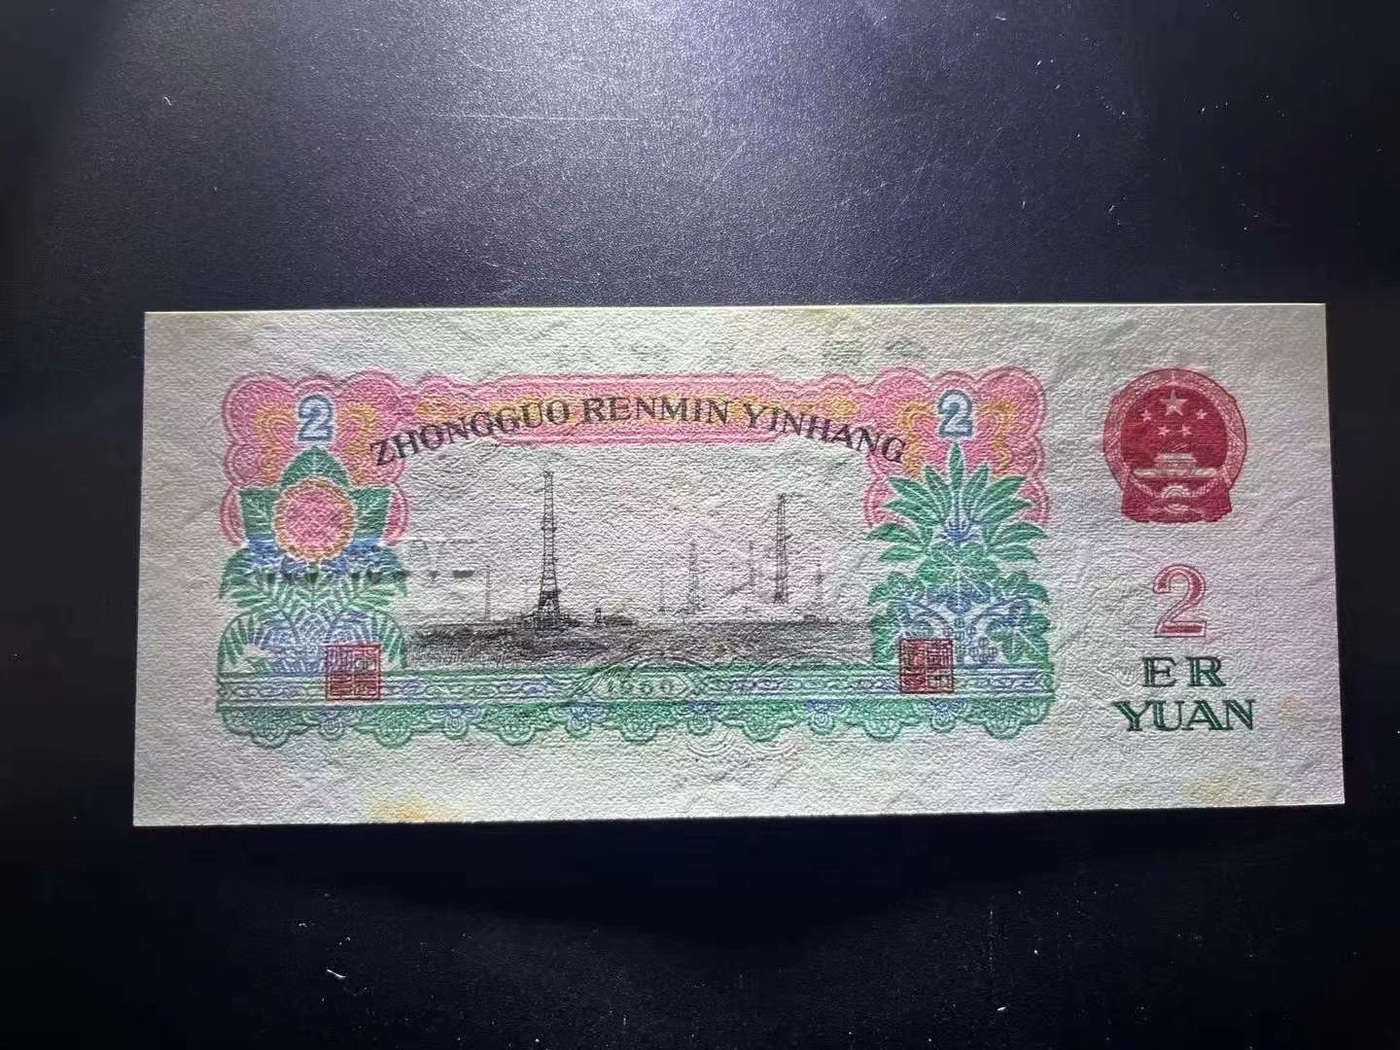 2 2
ZHONGGUO RENMIN YINHANG
1960
2
ER
YUAN